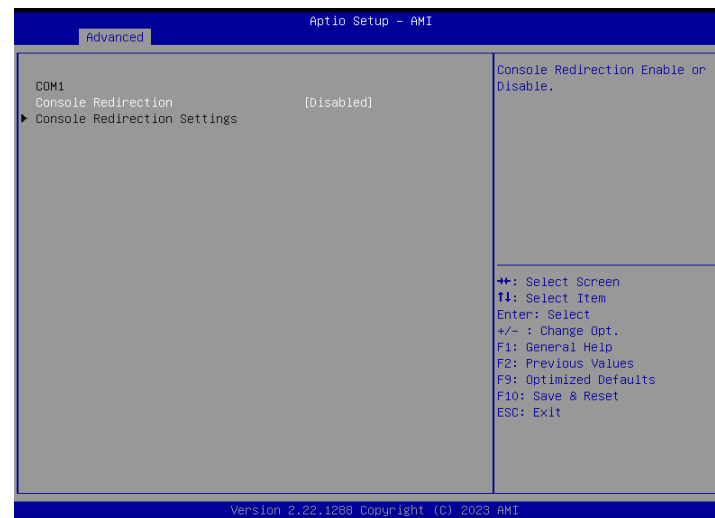 Aptio Setup – AMI
Advanced
COM1
Console Redirection [Disabled]
Console Redirection Settings
Console Redirection Enable or
Disable.
→←: Select Screen
↑↓: Select Item
Enter: Select
+/- : Change Opt.
F1: General Help
F2: Previous Values
F9: Optimized Defaults
F10: Save & Reset
ESC: Exit
Version 2.22.1288 Copyright (C) 2023 AMI